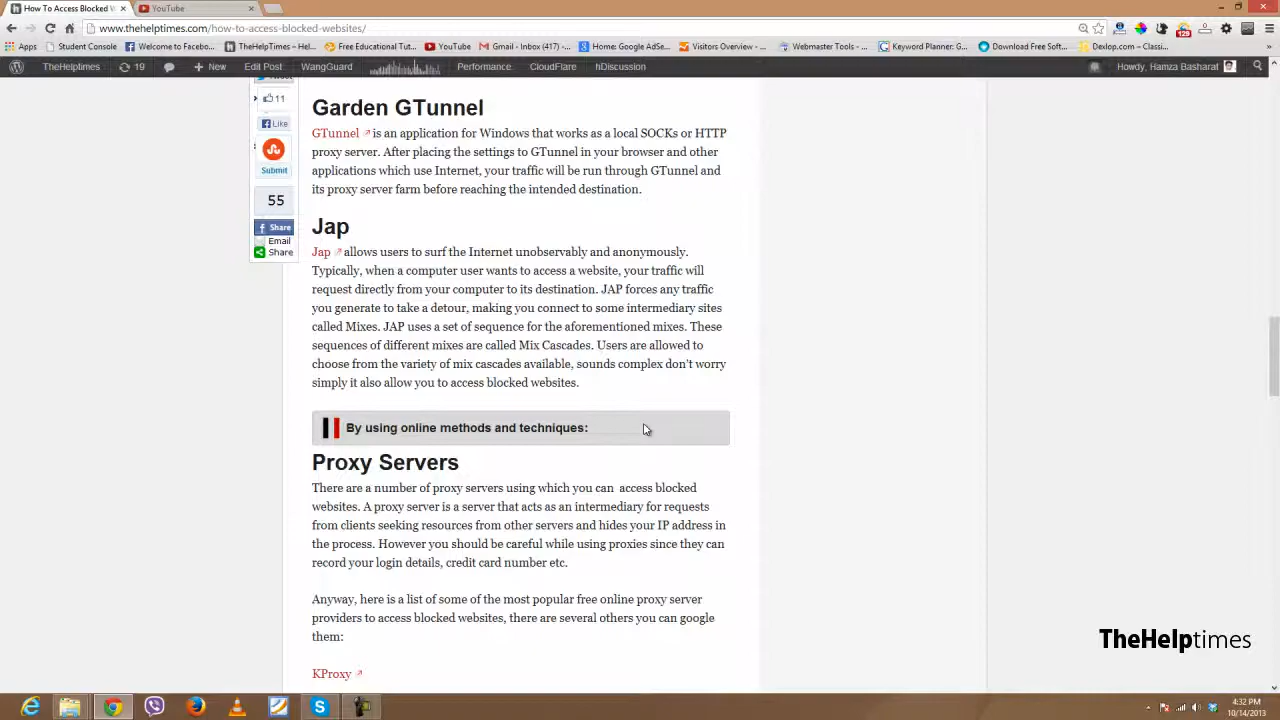 How To Access Blocked W
YouTube
www.thehelptimes.com/how-to-access-blocked-websites/
Apps
Student Console
Welcome to Facebo...
TheHelpTimes – Hel...
Free Educational Tut...
YouTube
Gmail - Inbox (417) -...
Home: Google AdSe...
Visitors Overview - ...
Webmaster Tools - ...
Keyword Planner: G...
Download Free Soft...
Dexlop.com – Classi...
TheHelptimes
19
+ New
Edit Post
WangGuard
Performance
CloudFlare
hDiscussion
Howdy, Hamza Basharat
Tweet
11
Like
Submit
55
Share
Email
Share
Garden GTunnel
GTunnel is an application for Windows that works as a local SOCKs or HTTP
proxy server. After placing the settings to GTunnel in your browser and other
applications which use Internet, your traffic will be run through GTunnel and
its proxy server farm before reaching the intended destination.
Jap
Jap allows users to surf the Internet unobservably and anonymously.
Typically, when a computer user wants to access a website, your traffic will
request directly from your computer to its destination. JAP forces any traffic
you generate to take a detour, making you connect to some intermediary sites
called Mixes. JAP uses a set of sequence for the aforementioned mixes. These
sequences of different mixes are called Mix Cascades. Users are allowed to
choose from the variety of mix cascades available, sounds complex don't worry
simply it also allow you to access blocked websites.
By using online methods and techniques:
Proxy Servers
There are a number of proxy servers using which you can access blocked
websites. A proxy server is a server that acts as an intermediary for requests
from clients seeking resources from other servers and hides your IP address in
the process. However you should be careful while using proxies since they can
record your login details, credit card number etc.
Anyway, here is a list of some of the most popular free online proxy server
providers to access blocked websites, there are several others you can google
them:
KProxy
TheHelptimes
4:32 PM
10/14/2013